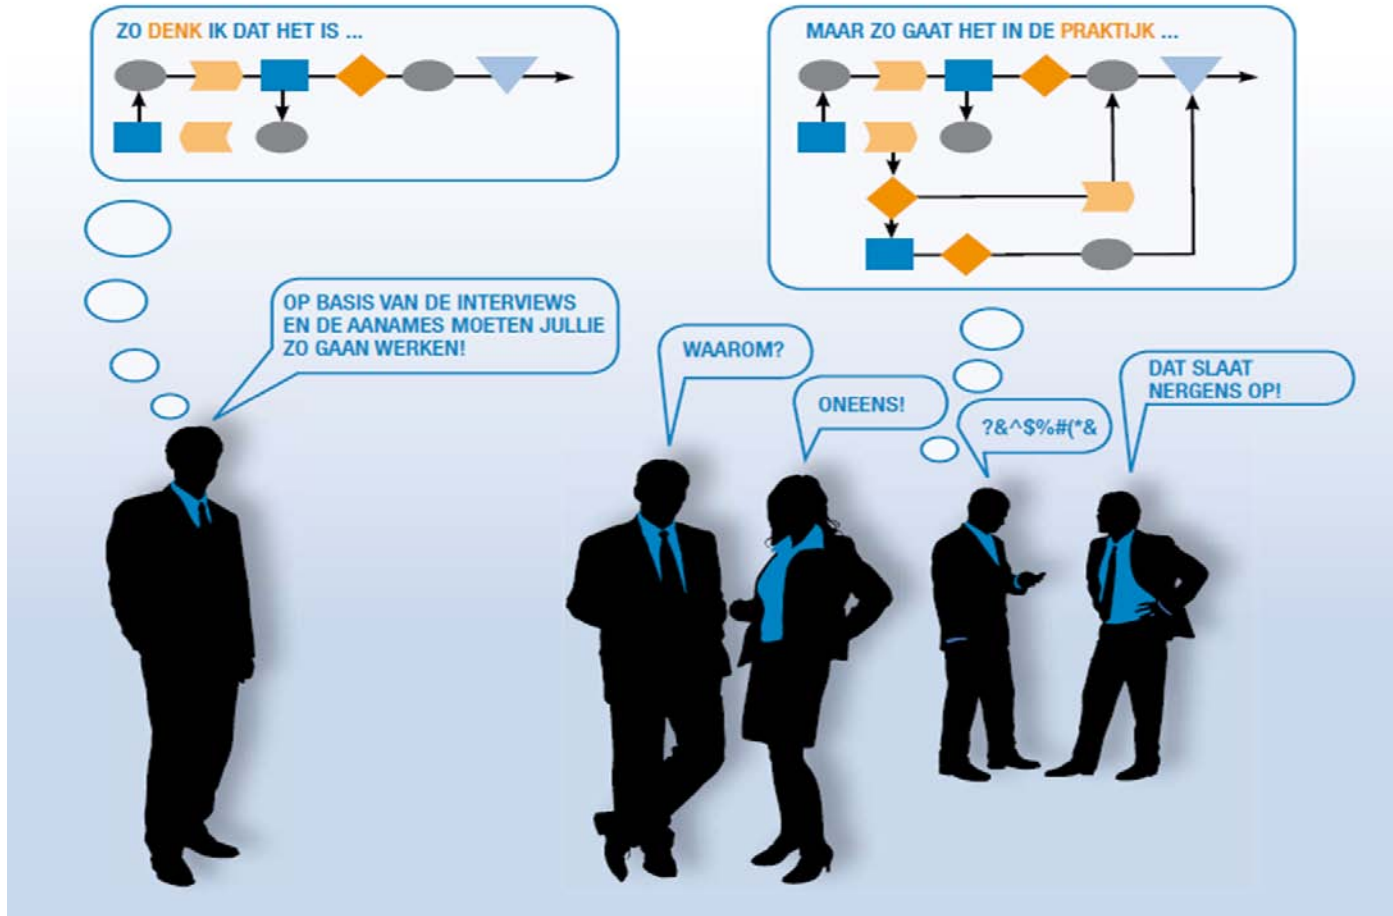 ZO DENK IK DAT HET IS ...
MAAR ZO GAAT HET IN DE PRAKTIJK ...
OP BASIS VAN DE INTERVIEWS
EN DE AANAMES MOETEN JULLIE
ZO GAAN WERKEN!
WAAROM?
ONEENS!
?&^$%#(*&
DAT SLAAT
NERGENS OP!